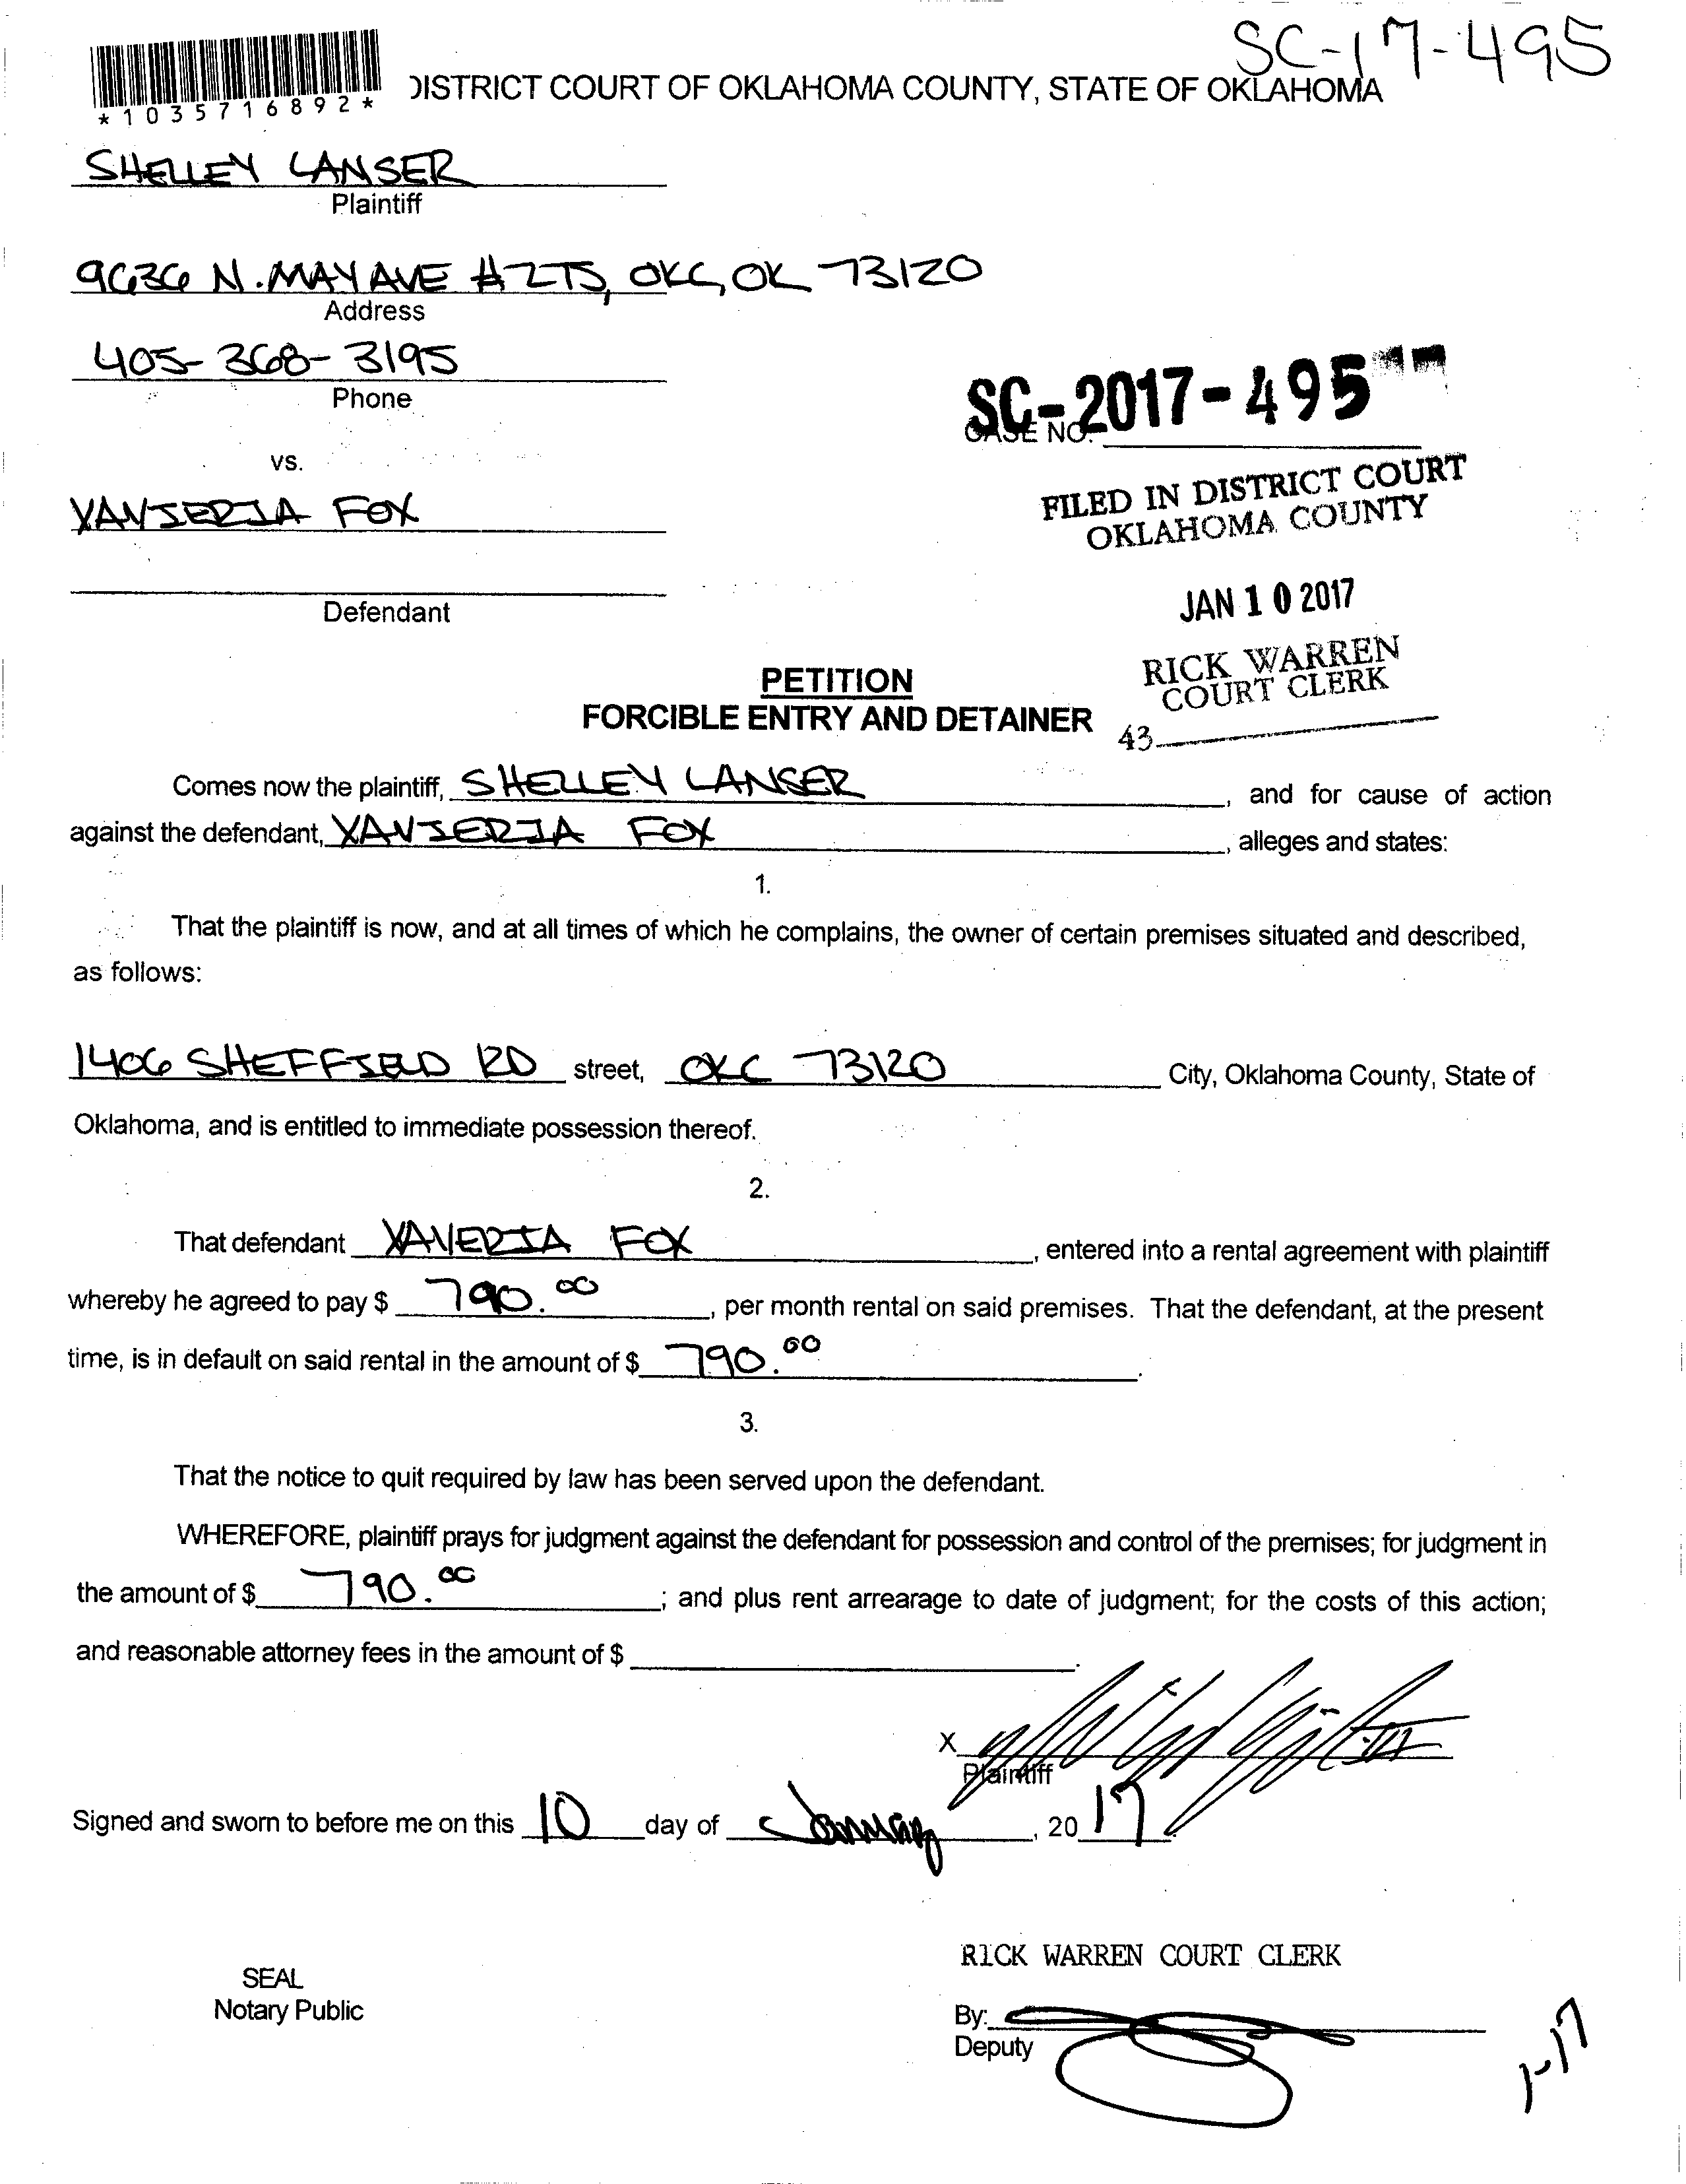 SC-17-495
*1035716892*
DISTRICT COURT OF OKLAHOMA COUNTY, STATE OF OKLAHOMA
SHELLEY LANSER
Plaintiff
9636 N. MAY AVE #275, OKC, OK 73120
Address
405-368-3195
Phone
SC-2017-495
CASE NO.
vs.
FILED IN DISTRICT COURT
OKLAHOMA COUNTY
XAVIERIA FOX
JAN 10 2017
Defendant
RICK WARREN
COURT CLERK
PETITION
FORCIBLE ENTRY AND DETAINER
43
Comes now the plaintiff, SHELLEY LANSER, and for cause of action
against the defendant, XAVIERIA FOX, alleges and states:
1.
That the plaintiff is now, and at all times of which he complains, the owner of certain premises situated and described,
as follows:
1406 SHEFFIELD RD street, OKC 73120 City, Oklahoma County, State of
Oklahoma, and is entitled to immediate possession thereof.
2.
That defendant XAVERIA FOX, entered into a rental agreement with plaintiff
whereby he agreed to pay $ 790.00, per month rental on said premises. That the defendant, at the present
time, is in default on said rental in the amount of $ 790.00.
3.
That the notice to quit required by law has been served upon the defendant.
WHEREFORE, plaintiff prays for judgment against the defendant for possession and control of the premises; for judgment in
the amount of $ 790.00; and plus rent arrearage to date of judgment; for the costs of this action;
and reasonable attorney fees in the amount of $.
X
Plaintiff
Signed and sworn to before me on this 10 day of January, 2017.
RICK WARREN COURT CLERK
SEAL
Notary Public
By:
Deputy
1-17